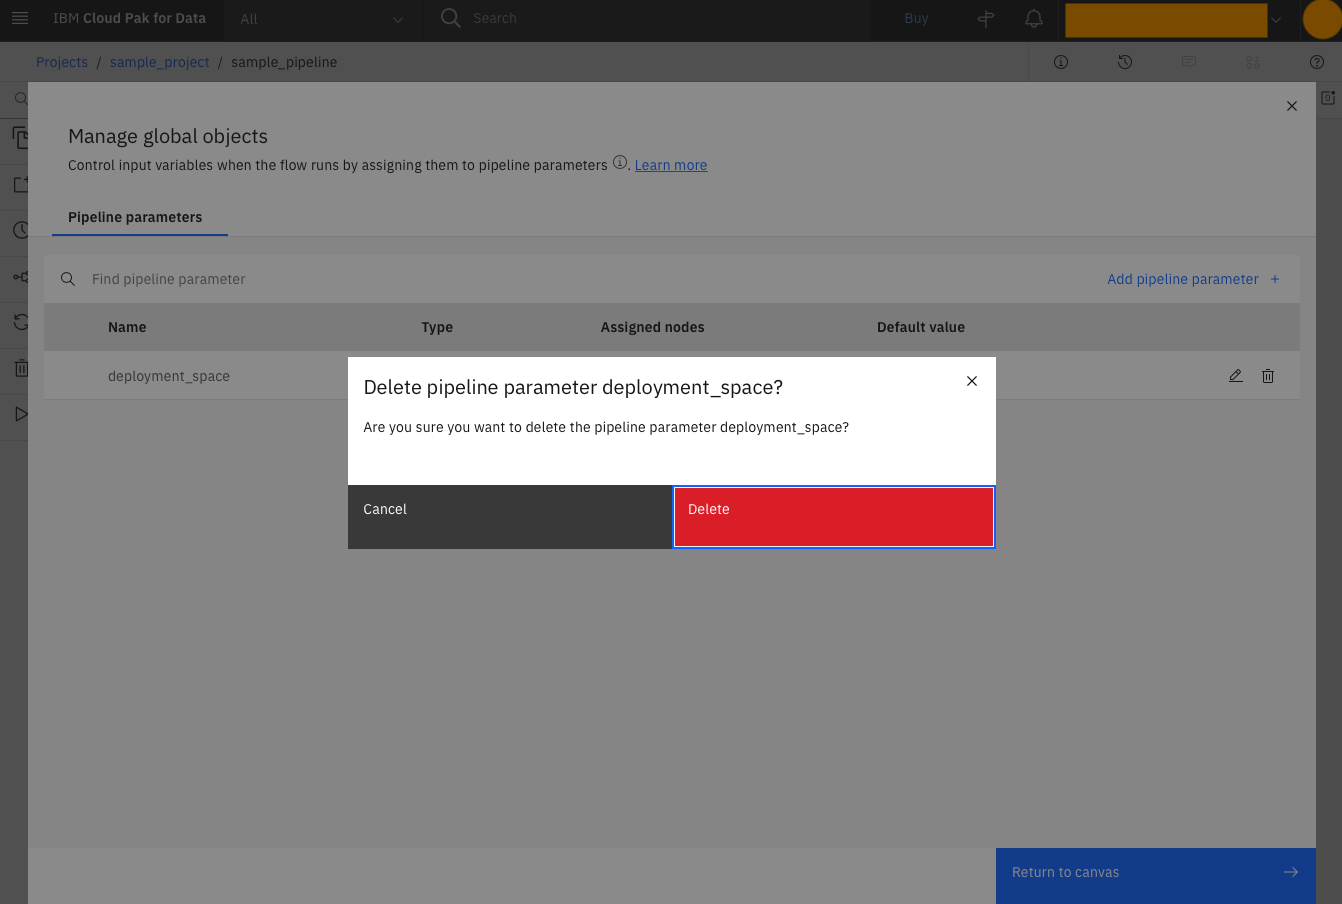 IBM Cloud Pak for Data
All
Search
Buy
Projects / sample_project / sample_pipeline
Manage global objects
Control input variables when the flow runs by assigning them to pipeline parameters . Learn more
Pipeline parameters
Find pipeline parameter
Add pipeline parameter +
Name Type Assigned nodes Default value
deployment_space
Delete pipeline parameter deployment_space?
Are you sure you want to delete the pipeline parameter deployment_space?
Cancel
Delete
Return to canvas